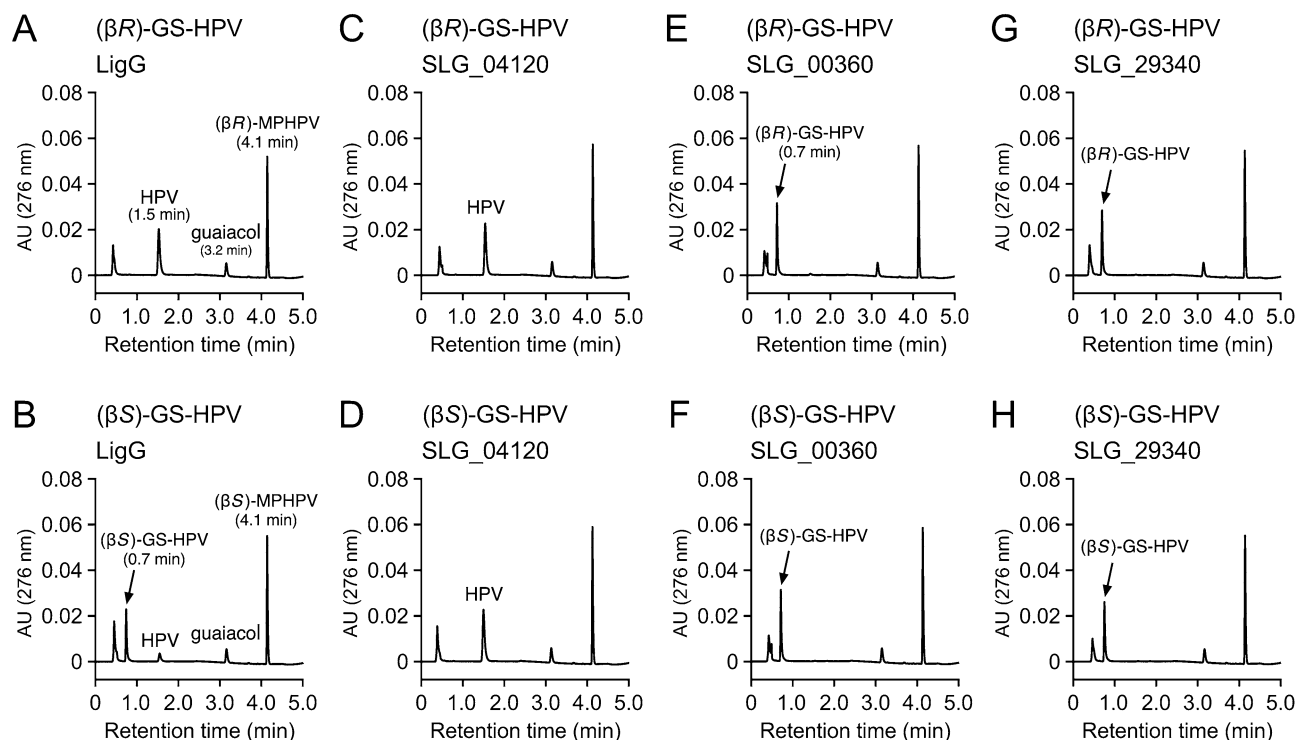 A
(βR)-GS-HPV
LigG
0.08
0.06
0.04
0.02
0
AU (276 nm)
(βR)-MPHPV
(4.1 min)
HPV
(1.5 min)
guaiacol
(3.2 min)
0 1.0 2.0 3.0 4.0 5.0
Retention time (min)
C
(βR)-GS-HPV
SLG_04120
0.08
0.06
0.04
0.02
0
AU (276 nm)
HPV
0 1.0 2.0 3.0 4.0 5.0
Retention time (min)
E
(βR)-GS-HPV
SLG_00360
0.08
0.06
0.04
0.02
0
AU (276 nm)
(βR)-GS-HPV
(0.7 min)
0 1.0 2.0 3.0 4.0 5.0
Retention time (min)
G
(βR)-GS-HPV
SLG_29340
0.08
0.06
0.04
0.02
0
AU (276 nm)
(βR)-GS-HPV
0 1.0 2.0 3.0 4.0 5.0
Retention time (min)
B
(βS)-GS-HPV
LigG
0.08
0.06
0.04
0.02
0
AU (276 nm)
(βS)-MPHPV
(4.1 min)
(βS)-GS-HPV
(0.7 min)
HPV
guaiacol
0 1.0 2.0 3.0 4.0 5.0
Retention time (min)
D
(βS)-GS-HPV
SLG_04120
0.08
0.06
0.04
0.02
0
AU (276 nm)
HPV
0 1.0 2.0 3.0 4.0 5.0
Retention time (min)
F
(βS)-GS-HPV
SLG_00360
0.08
0.06
0.04
0.02
0
AU (276 nm)
(βS)-GS-HPV
0 1.0 2.0 3.0 4.0 5.0
Retention time (min)
H
(βS)-GS-HPV
SLG_29340
0.08
0.06
0.04
0.02
0
AU (276 nm)
(βS)-GS-HPV
0 1.0 2.0 3.0 4.0 5.0
Retention time (min)